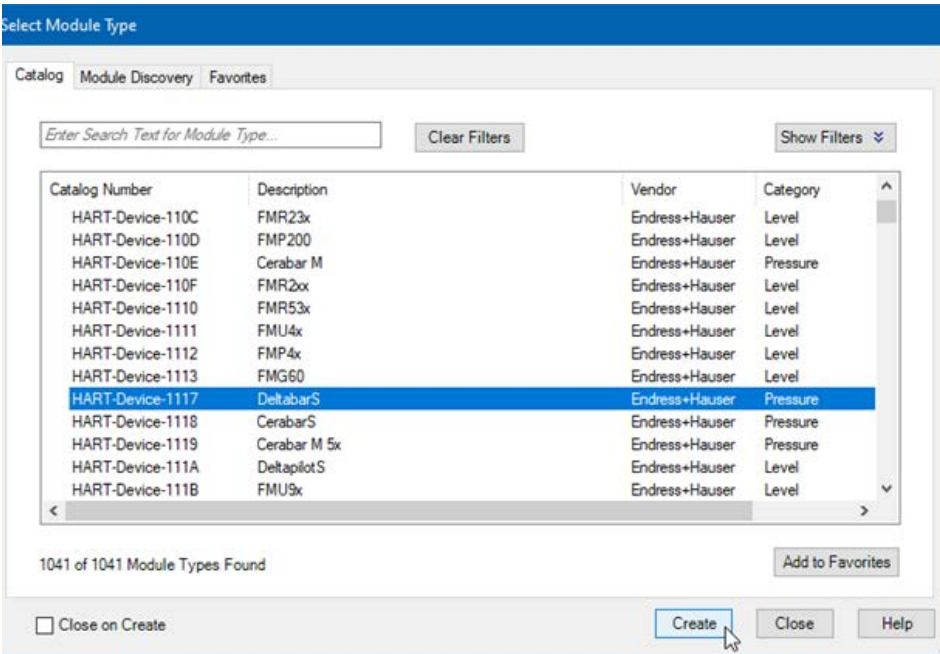 Select Module Type
Catalog Module Discovery Favorites
Enter Search Text for Module Type... Clear Filters Show Filters
Catalog Number Description Vendor Category
HART-Device-110C FMR23x Endress+Hauser Level
HART-Device-110D FMP200 Endress+Hauser Level
HART-Device-110E Cerabar M Endress+Hauser Pressure
HART-Device-110F FMR2xx Endress+Hauser Level
HART-Device-1110 FMR53x Endress+Hauser Level
HART-Device-1111 FMU4x Endress+Hauser Level
HART-Device-1112 FMP4x Endress+Hauser Level
HART-Device-1113 FMG60 Endress+Hauser Level
HART-Device-1117 DeltabarS Endress+Hauser Pressure
HART-Device-1118 CerabarS Endress+Hauser Pressure
HART-Device-1119 Cerabar M 5x Endress+Hauser Pressure
HART-Device-111A DeltapilotS Endress+Hauser Level
HART-Device-111B FMU9x Endress+Hauser Level
1041 of 1041 Module Types Found Add to Favorites
Close on Create Create Close Help